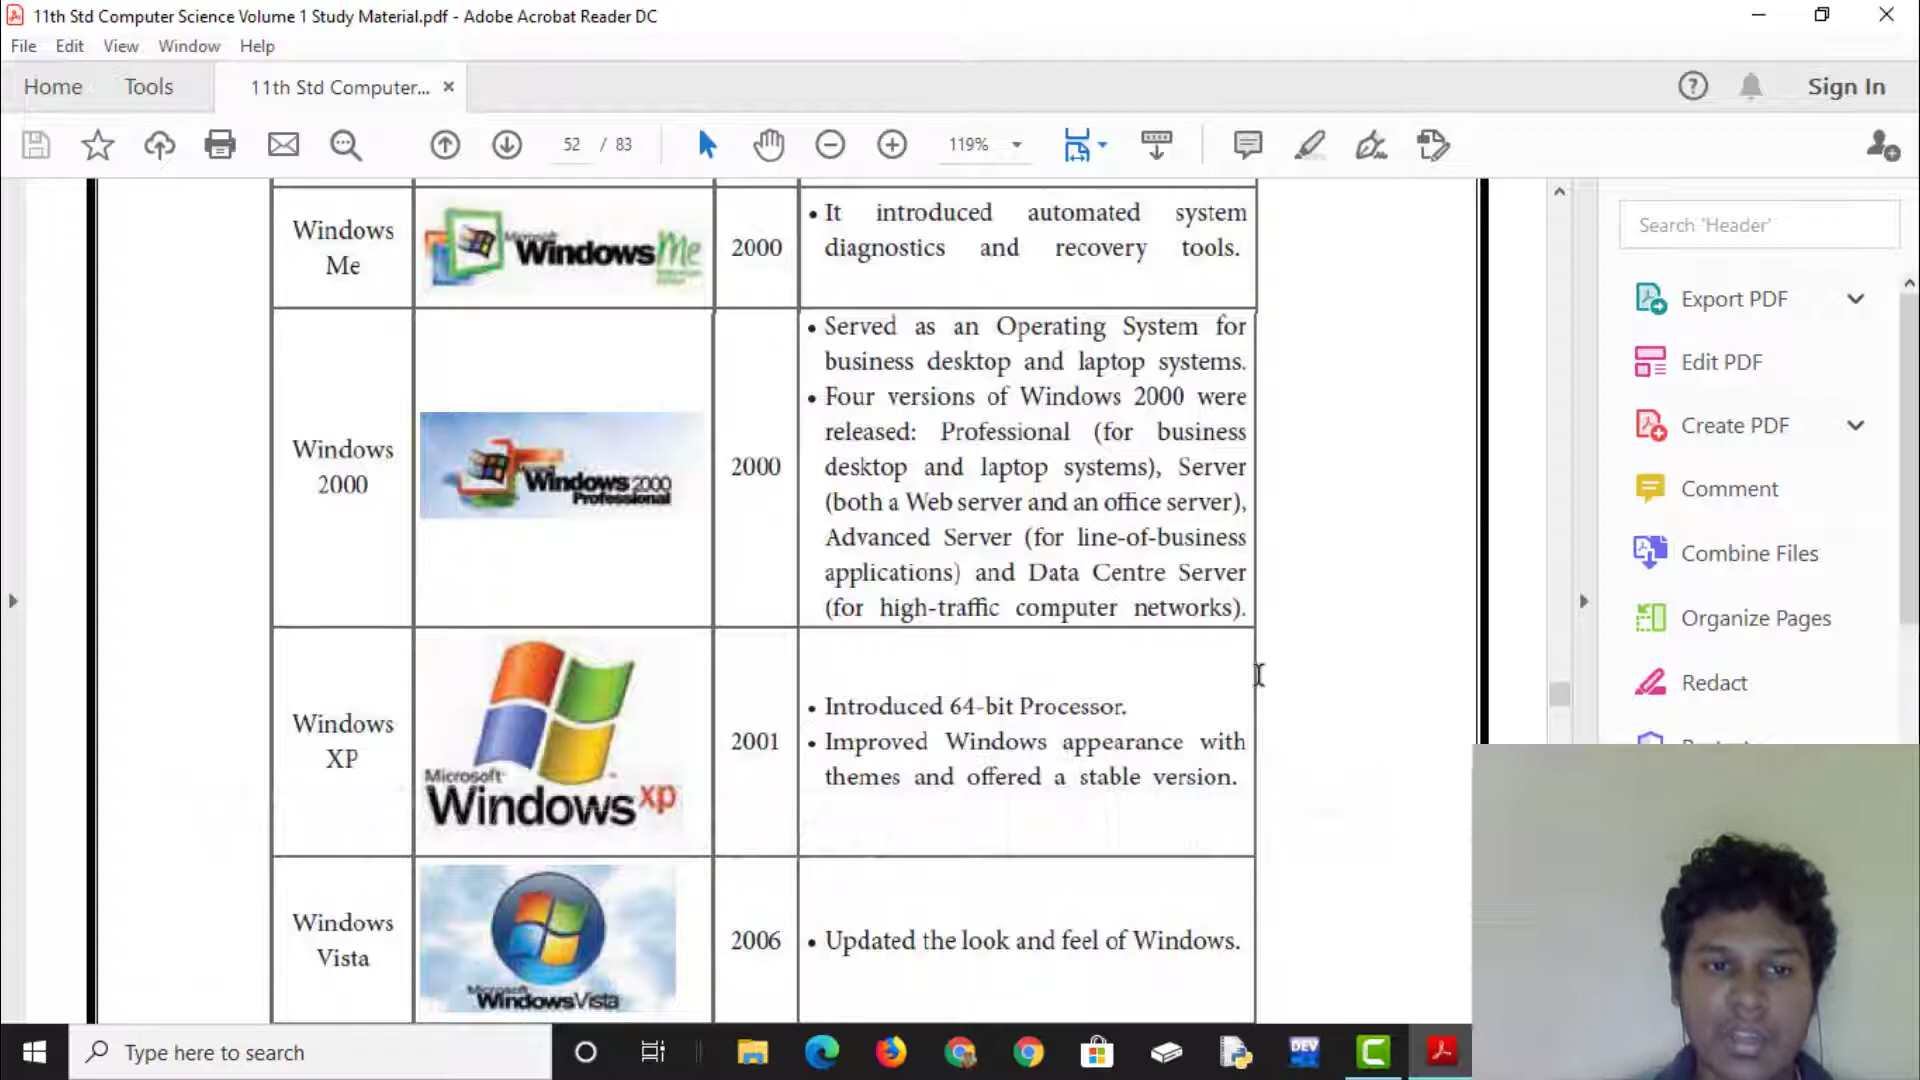 11th Std Computer Science Volume 1 Study Material.pdf - Adobe Acrobat Reader DC
File Edit View Window Help
Home Tools 11th Std Computer... × Sign In
52 / 83 119%
Windows
Me
Microsoft
Windows Me
2000
• It introduced automated system
diagnostics and recovery tools.
Windows
2000
Windows 2000
Professional
2000
• Served as an Operating System for
business desktop and laptop systems.
• Four versions of Windows 2000 were
released: Professional (for business
desktop and laptop systems), Server
(both a Web server and an office server),
Advanced Server (for line-of-business
applications) and Data Centre Server
(for high-traffic computer networks).
Windows
XP
Microsoft
Windows xp
2001
• Introduced 64-bit Processor.
• Improved Windows appearance with
themes and offered a stable version.
Windows
Vista
Microsoft
Windows Vista
2006
• Updated the look and feel of Windows.
Search 'Header'
Export PDF
Edit PDF
Create PDF
Comment
Combine Files
Organize Pages
Redact
Type here to search
DEV